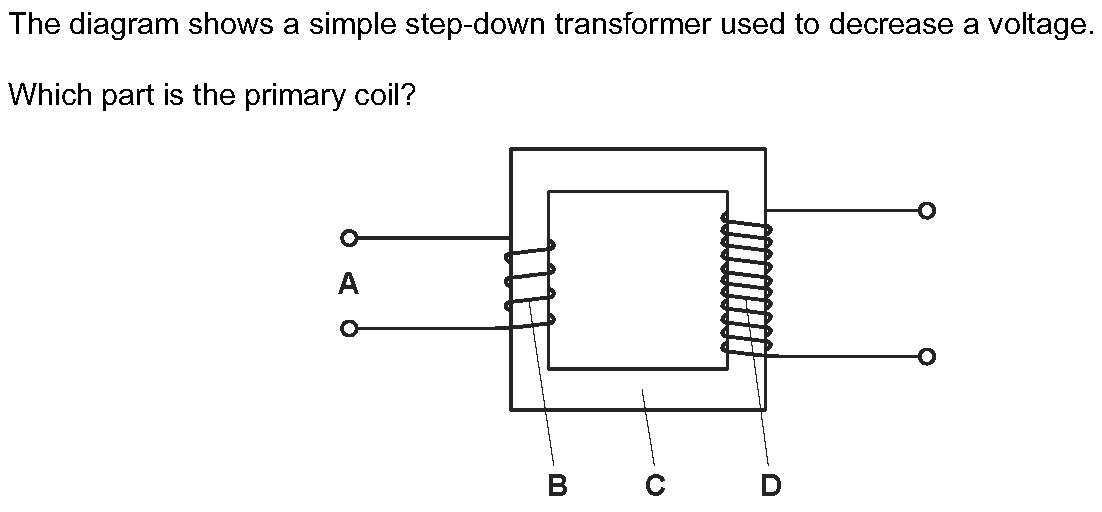 The diagram shows a simple step-down transformer used to decrease a voltage.
Which part is the primary coil?
A
B
C
D